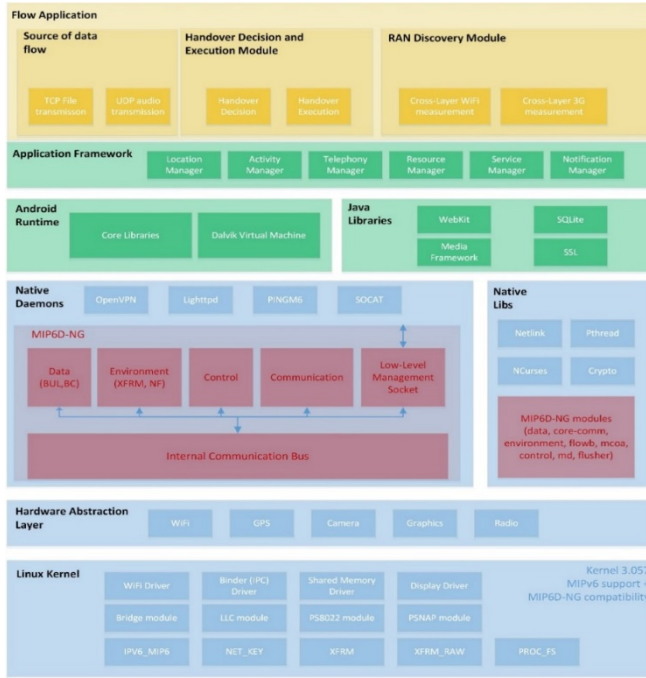 Flow Application
Source of data
flow
Handover Decision and
Execution Module
RAN Discovery Module
TCP File
transmisson
UDP audio
transmission
Handover
Decision
Handover
Execution
Cross-Layer WiFi
measurement
Cross-Layer 3G
measurement
Application Framework
Location
Manager
Activity
Manager
Telephony
Manager
Resource
Manager
Service
Manager
Notification
Manager
Android
Runtime
Core Libraries
Dalvik Virtual Machine
Java
Libraries
WebKit
SQLite
Media
Framework
SSL
Native
Daemons
OpenVPN
Lighttpd
PINGM6
SOCAT
MIP6D-NG
Data
(BUL,BC)
Environment
(XFRM, NF)
Control
Communication
Low-Level
Management
Socket
Internal Communication Bus
Native
Libs
Netlink
Pthread
NCurses
Crypto
MIP6D-NG modules
(data, core-comm,
environment, flowb, mcoa,
control, md, flusher)
Hardware Abstraction
Layer
WiFi
GPS
Camera
Graphics
Radio
Linux Kernel
Kernel 3.057
MIPv6 support +
MIP6D-NG compatibility
WiFi Driver
Binder (IPC)
Driver
Shared Memory
Driver
Display Driver
Bridge module
LLC module
PS8022 module
PSNAP module
IPV6_MIP6
NET_KEY
XFRM
XFRM_RAW
PROC_FS